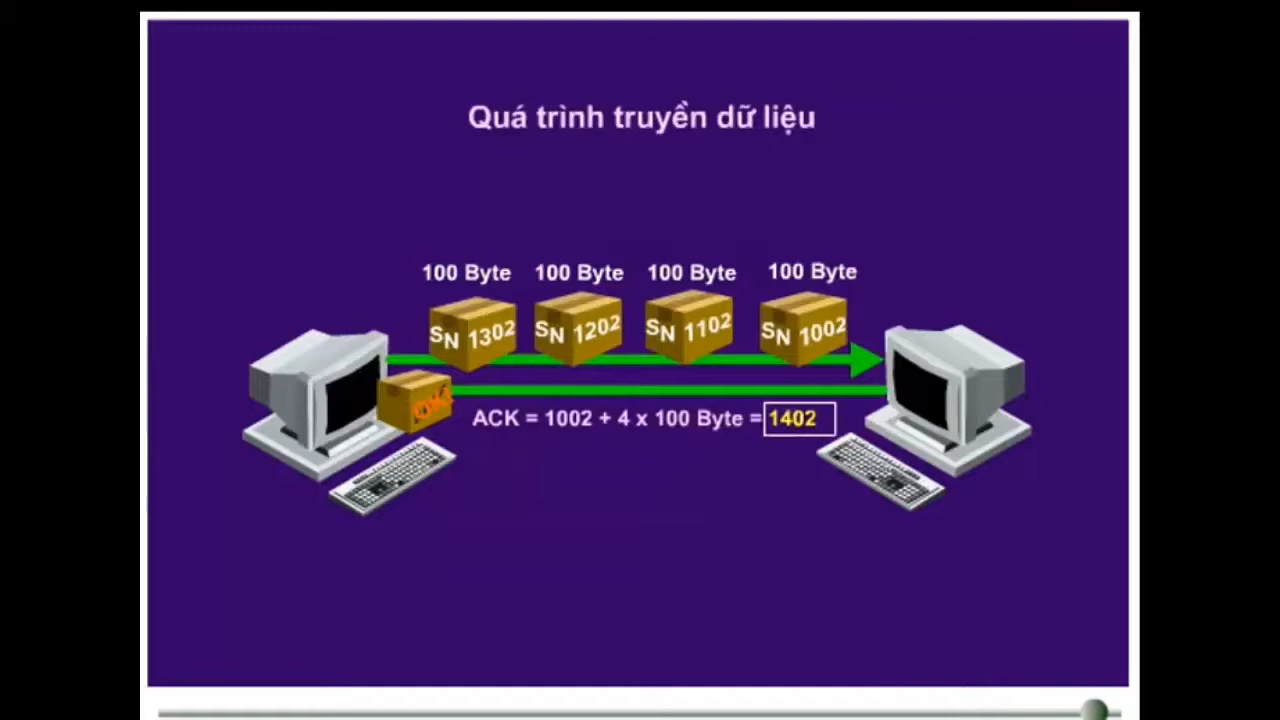 Quá trình truyền dữ liệu
100 Byte 100 Byte 100 Byte 100 Byte
SN 1302 SN 1202 SN 1102 SN 1002
ACK = 1002 + 4 x 100 Byte = 1402